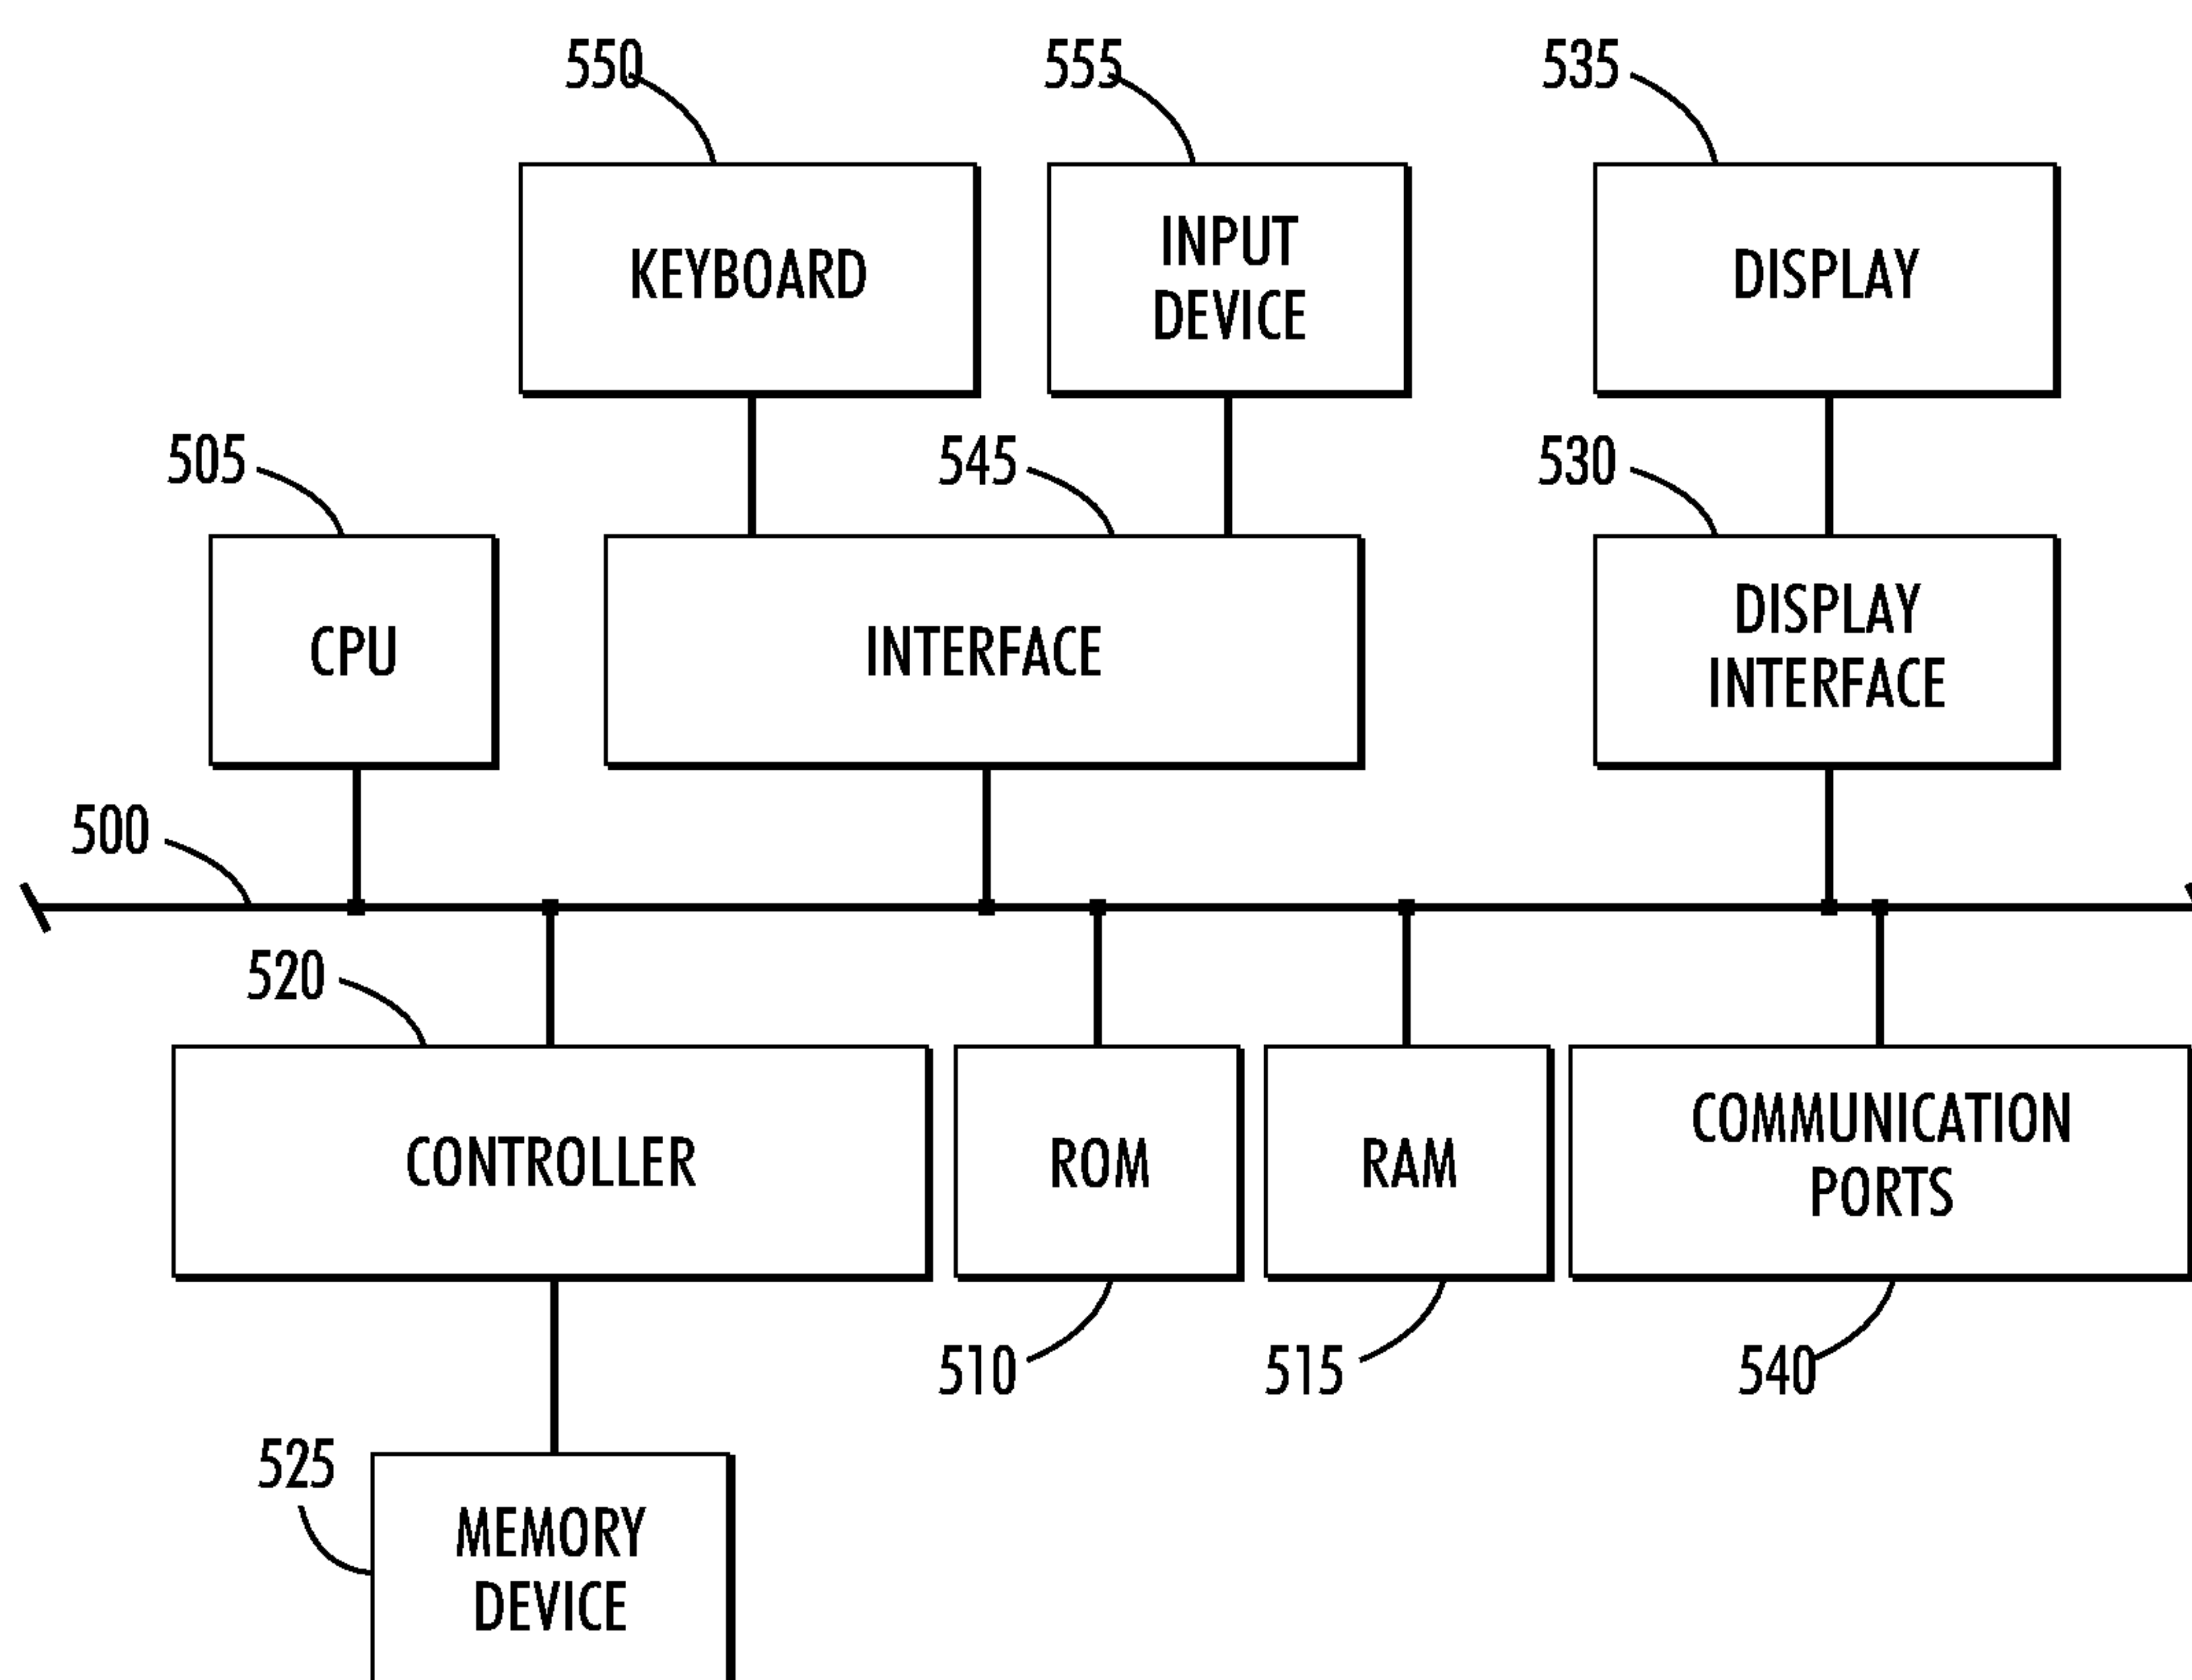 550
555
535
KEYBOARD
INPUT
DEVICE
DISPLAY
505
545
530
CPU
INTERFACE
DISPLAY
INTERFACE
500
520
CONTROLLER
ROM
RAM
COMMUNICATION
PORTS
510
515
540
525
MEMORY
DEVICE